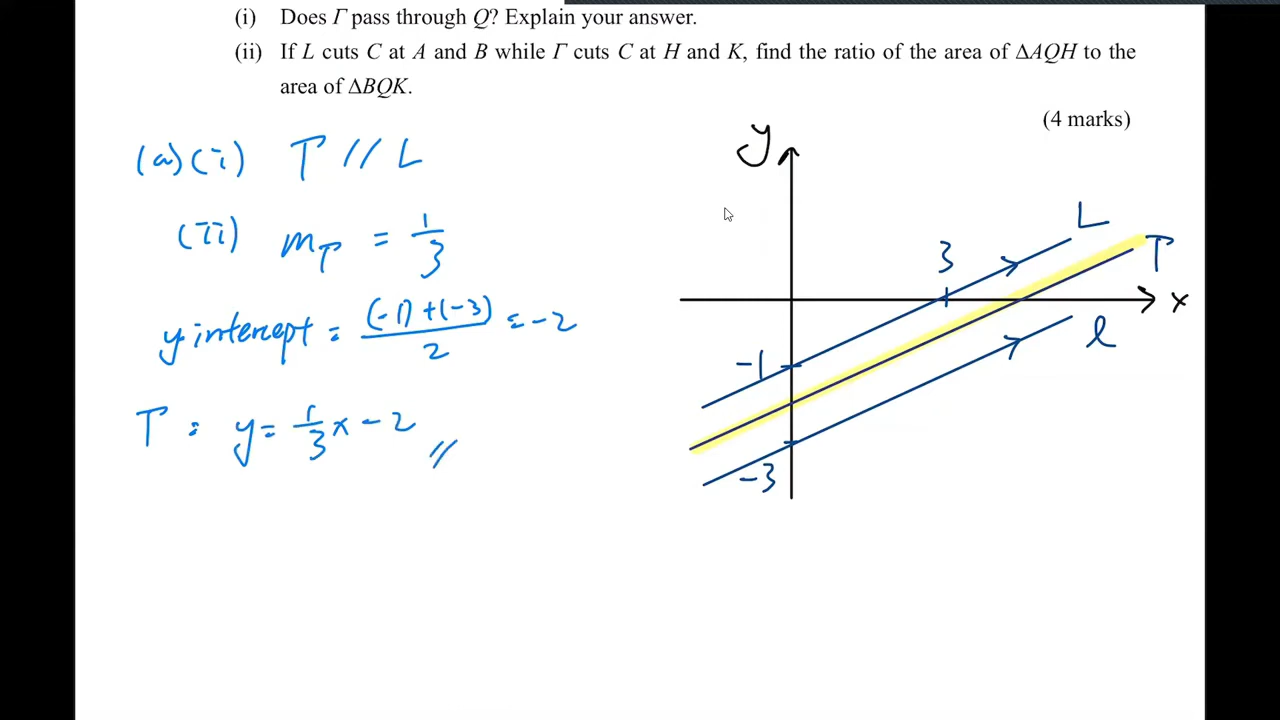 (i) Does Γ pass through Q? Explain your answer.
(ii) If L cuts C at A and B while Γ cuts C at H and K, find the ratio of the area of ΔAQH to the
area of ΔBQK.
(4 marks)
(a)(i) Γ // L
(ii) mΓ = 1/3
y-intercept = ((-1)+(-3))/2 = -2
Γ : y = 1/3 x - 2 //
y
L
3
Γ
x
-1
ℓ
-3